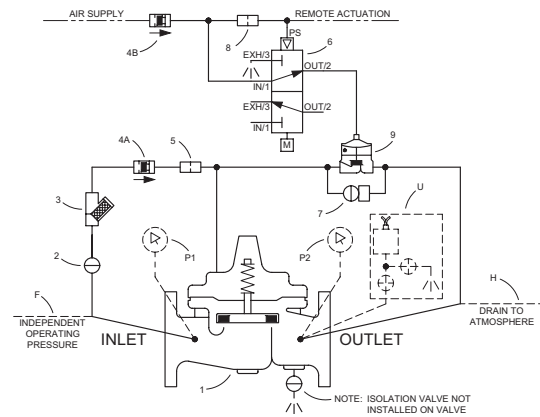 AIR SUPPLY
REMOTE ACTUATION
4B
8
PS
6
EXH/3
OUT/2
IN/1
EXH/3
OUT/2
IN/1
M
9
4A
5
3
7
U
2
P1
P2
F
H
INDEPENDENT
OPERATING
PRESSURE
INLET
OUTLET
DRAIN TO
ATMOSPHERE
1
NOTE: ISOLATION VALVE NOT
INSTALLED ON VALVE